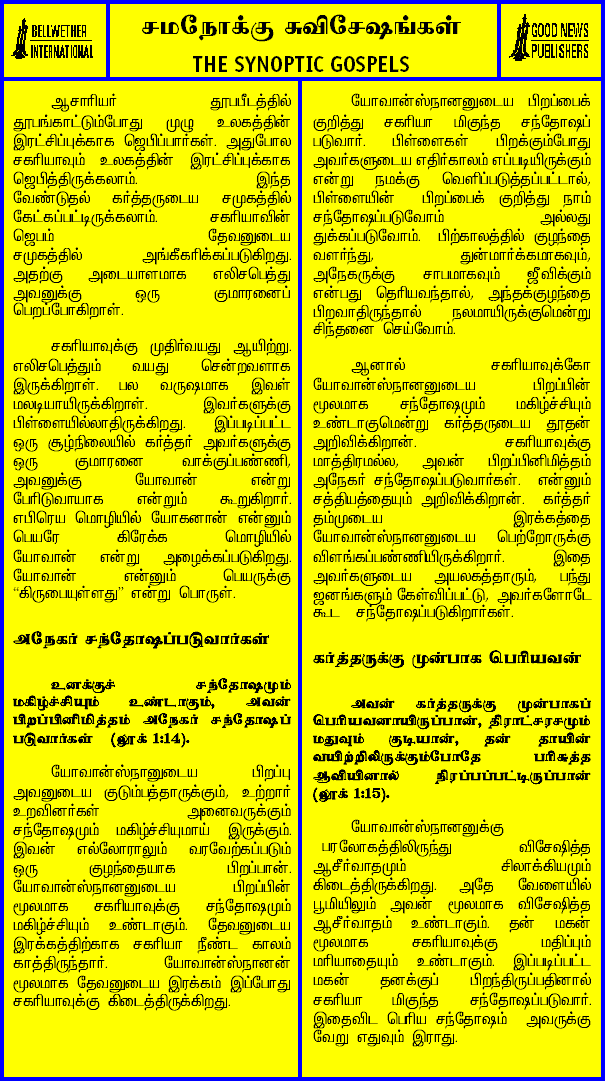 BELLWETHER
INTERNATIONAL
சமநோக்கு சுவிசேஷங்கள்
THE SYNOPTIC GOSPELS
GOOD NEWS
PUBLISHERS
ஆசாரியர் தூபபீடத்தில்
தூபங்காட்டும்போது முழு உலகத்தின்
இரட்சிப்புக்காக ஜெபிப்பார்கள். அதுபோல
சகரியாவும் உலகத்தின் இரட்சிப்புக்காக
ஜெபித்திருக்கலாம். இந்த
வேண்டுதல் கர்த்தருடைய சமுகத்தில்
கேட்கப்பட்டிருக்கலாம். சகரியாவின்
ஜெபம் தேவனுடைய
சமுகத்தில் அங்கீகரிக்கப்படுகிறது.
அதற்கு அடையாளமாக எலிசபெத்து
அவனுக்கு ஒரு குமாரனைப்
பெறப்போகிறாள்.
சகரியாவுக்கு முதிர்வயது ஆயிற்று.
எலிசபெத்தும் வயது சென்றவளாக
இருக்கிறாள். பல வருஷமாக இவள்
மலடியாயிருக்கிறாள். இவர்களுக்கு
பிள்ளையில்லாதிருக்கிறது. இப்படிப்பட்ட
ஒரு சூழ்நிலையில் கர்த்தர் அவர்களுக்கு
ஒரு குமாரனை வாக்குப்பண்ணி,
அவனுக்கு யோவான் என்று
பேரிடுவாயாக என்றும் கூறுகிறார்.
எபிரெய மொழியில் யோகனான் என்னும்
பெயரே கிரேக்க மொழியில்
யோவான் என்று அழைக்கப்படுகிறது.
யோவான் என்னும் பெயருக்கு
“கிருபையுள்ளது” என்று பொருள்.
அநேகர் சந்தோஷப்படுவார்கள்
உனக்குச் சந்தோஷமும்
மகிழ்ச்சியும் உண்டாகும், அவன்
பிறப்பினிமித்தம் அநேகர் சந்தோஷப்
படுவார்கள் (லூக் 1:14).
யோவான்ஸ்நானுடைய பிறப்பு
அவனுடைய குடும்பத்தாருக்கும், உற்றார்
உறவினர்கள் அனைவருக்கும்
சந்தோஷமும் மகிழ்ச்சியுமாய் இருக்கும்.
இவன் எல்லோராலும் வரவேற்கப்படும்
ஒரு குழந்தையாக பிறப்பான்.
யோவான்ஸ்நானனுடைய பிறப்பின்
மூலமாக சகரியாவுக்கு சந்தோஷமும்
மகிழ்ச்சியும் உண்டாகும். தேவனுடைய
இரக்கத்திற்காக சகரியா நீண்ட காலம்
காத்திருந்தார். யோவான்ஸ்நானன்
மூலமாக தேவனுடைய இரக்கம் இப்போது
சகரியாவுக்கு கிடைத்திருக்கிறது.
யோவான்ஸ்நானனுடைய பிறப்பைக்
குறித்து சகரியா மிகுந்த சந்தோஷப்
படுவார். பிள்ளைகள் பிறக்கும்போது
அவர்களுடைய எதிர்காலம் எப்படியிருக்கும்
என்று நமக்கு வெளிப்படுத்தப்பட்டால்,
பிள்ளையின் பிறப்பைக் குறித்து நாம்
சந்தோஷப்படுவோம் அல்லது
துக்கப்படுவோம். பிற்காலத்தில் குழந்தை
வளர்ந்து, துன்மார்க்கமாகவும்,
அநேகருக்கு சாபமாகவும் ஜீவிக்கும்
என்பது தெரியவந்தால், அந்தக்குழந்தை
பிறவாதிருந்தால் நலமாயிருக்குமென்று
சிந்தனை செய்வோம்.
ஆனால் சகரியாவுக்கோ
யோவான்ஸ்நானனுடைய பிறப்பின்
மூலமாக சந்தோஷமும் மகிழ்ச்சியும்
உண்டாகுமென்று கர்த்தருடைய தூதன்
அறிவிக்கிறான். சகரியாவுக்கு
மாத்திரமல்ல, அவன் பிறப்பினிமித்தம்
அநேகர் சந்தோஷப்படுவார்கள். என்னும்
சத்தியத்தையும் அறிவிக்கிறான். கர்த்தர்
தம்முடைய இரக்கத்தை
யோவான்ஸ்நானனுடைய பெற்றோருக்கு
விளங்கப்பண்ணியிருக்கிறார். இதை
அவர்களுடைய அயலகத்தாரும், பந்து
ஜனங்களும் கேள்விப்பட்டு, அவர்களோடே
கூட சந்தோஷப்படுகிறார்கள்.
கர்த்தருக்கு முன்பாக பெரியவன்
அவன் கர்த்தருக்கு முன்பாகப்
பெரியவனாயிருப்பான், திராட்சரசமும்
மதுவும் குடியான், தன் தாயின்
வயிற்றிலிருக்கும்போதே பரிசுத்த
ஆவியினால் நிரப்பப்பட்டிருப்பான்
(லூக் 1:15).
யோவான்ஸ்நானனுக்கு
பரலோகத்திலிருந்து விசேஷித்த
ஆசீர்வாதமும் சிலாக்கியமும்
கிடைத்திருக்கிறது. அதே வேளையில்
பூமியிலும் அவன் மூலமாக விசேஷித்த
ஆசீர்வாதம் உண்டாகும். தன் மகன்
மூலமாக சகரியாவுக்கு மதிப்பும்
மரியாதையும் உண்டாகும். இப்படிப்பட்ட
மகன் தனக்குப் பிறந்திருப்பதினால்
சகரியா மிகுந்த சந்தோஷப்படுவார்.
இதைவிட பெரிய சந்தோஷம் அவருக்கு
வேறு எதுவும் இராது.